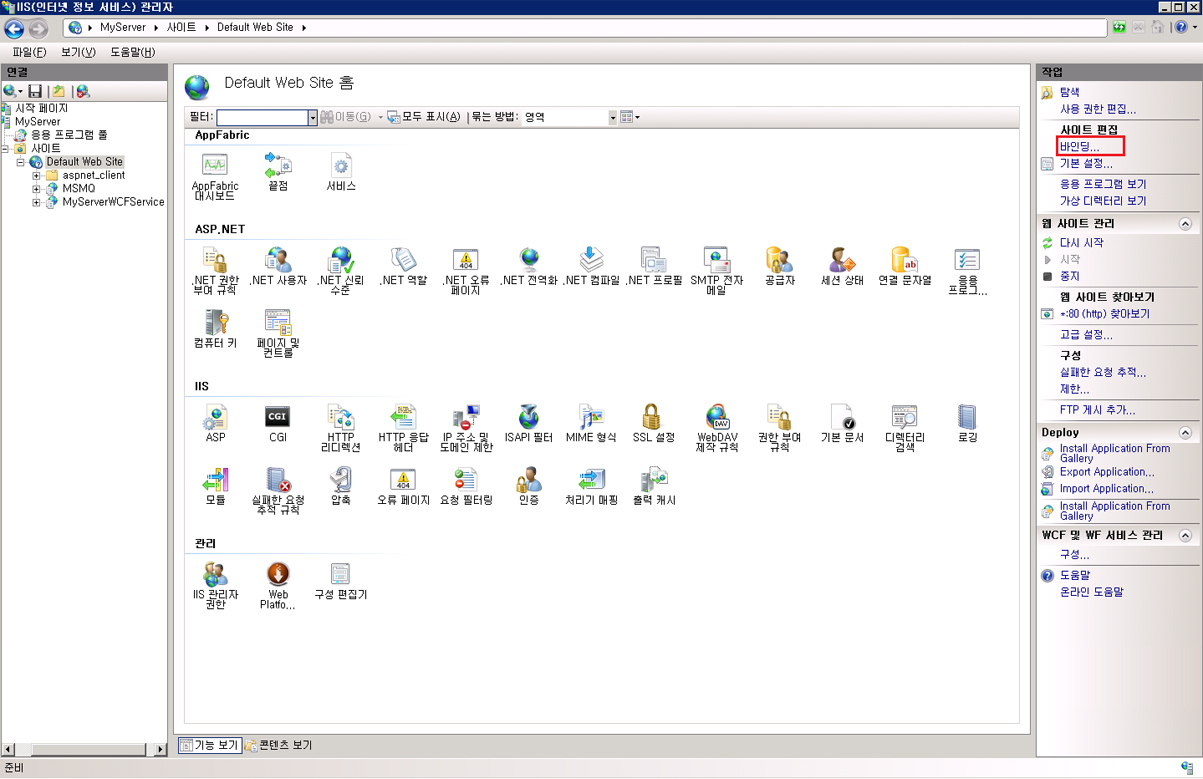 IIS(인터넷 정보 서비스) 관리자
MyServer 사이트 Default Web Site
파일(F) 보기(V) 도움말(H)
연결
시작 페이지
MyServer
응용 프로그램 풀
사이트
Default Web Site
aspnet_client
MSMQ
MyServerWCFService
Default Web Site 홈
필터: 이동(G) 모두 표시(A) 묶는 방법: 영역
AppFabric
AppFabric 대시보드
끝점
서비스
ASP.NET
.NET 권한 부여 규칙
.NET 사용자
.NET 신뢰 수준
.NET 역할
.NET 오류 페이지
.NET 전역화
.NET 컴파일
.NET 프로필
SMTP 전자 메일
공급자
세션 상태
연결 문자열
응용 프로그...
컴퓨터 키
페이지 및 컨트롤
IIS
ASP
CGI
HTTP 리디렉션
HTTP 응답 헤더
IP 주소 및 도메인 제한
ISAPI 필터
MIME 형식
SSL 설정
WebDAV 제작 규칙
권한 부여 규칙
기본 문서
디렉터리 검색
로깅
모듈
실패한 요청 추적 규칙
압축
오류 페이지
요청 필터링
인증
처리기 매핑
출력 캐시
관리
IIS 관리자 권한
Web Platfo...
구성 편집기
기능 보기 콘텐츠 보기
작업
탐색
사용 권한 편집...
사이트 편집
바인딩...
기본 설정...
응용 프로그램 보기
가상 디렉터리 보기
웹 사이트 관리
다시 시작
시작
중지
웹 사이트 찾아보기
*:80 (http) 찾아보기
고급 설정...
구성
실패한 요청 추적...
제한...
FTP 게시 추가...
Deploy
Install Application From
Gallery
Export Application...
Import Application...
Install Application From
Gallery
WCF 및 WF 서비스 관리
구성...
도움말
온라인 도움말
준비